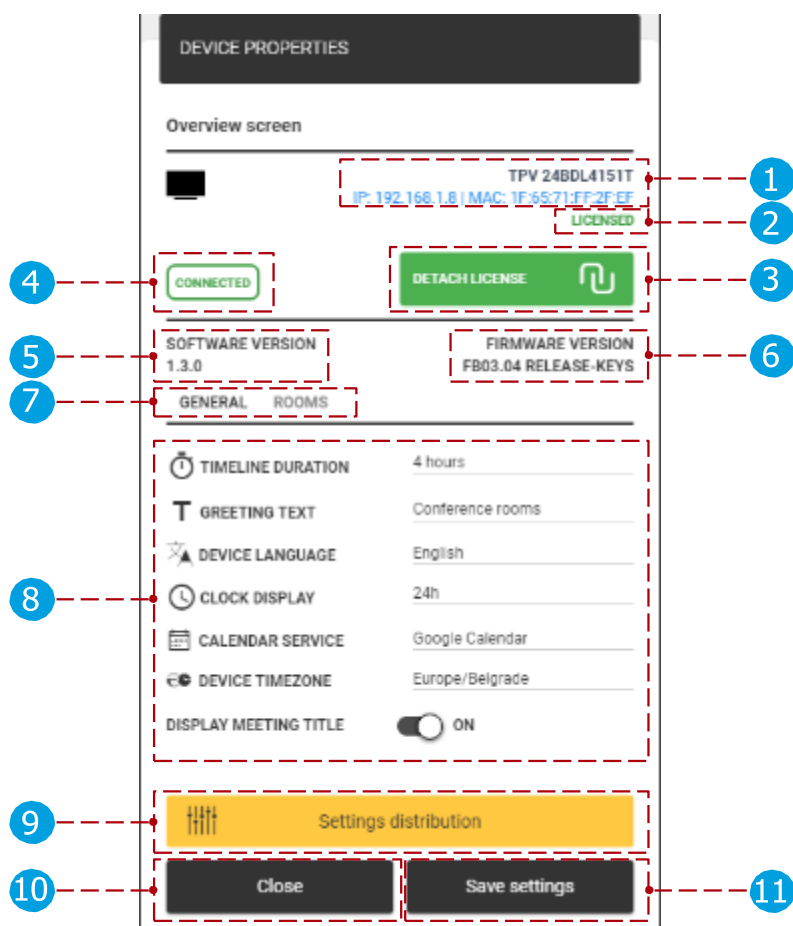 DEVICE PROPERTIES
Overview screen
TPV 24BDL4151T
1
IP: 192.168.1.8 | MAC: 1F:65:71:FF:2F:EF
LICENSED
2
4
CONNECTED
DETACH LICENSE
3
SOFTWARE VERSION
FIRMWARE VERSION
5
1.3.0
FB03.04 RELEASE-KEYS
6
7
GENERAL ROOMS
TIMELINE DURATION 4 hours
GREETING TEXT Conference rooms
DEVICE LANGUAGE English
8
CLOCK DISPLAY 24h
CALENDAR SERVICE Google Calendar
DEVICE TIMEZONE Europe/Belgrade
DISPLAY MEETING TITLE ON
9
Settings distribution
10
Close
Save settings
11